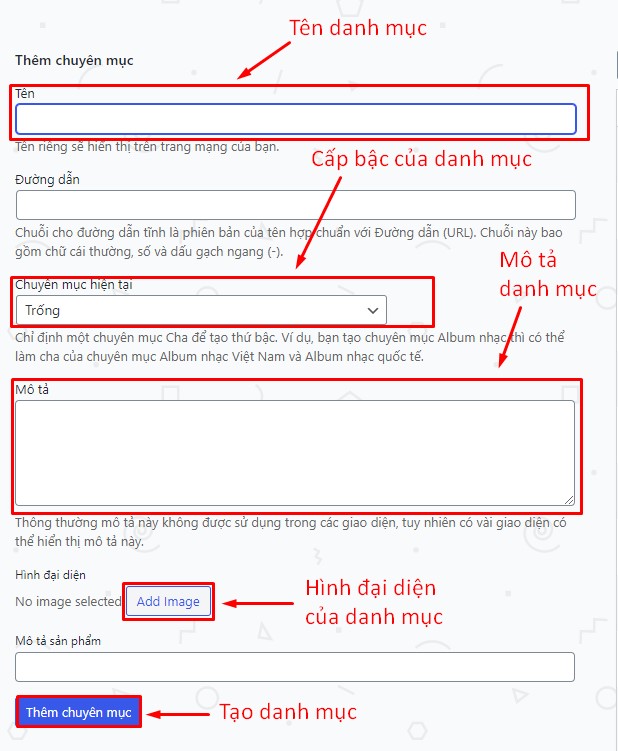 Tên danh mục
Thêm chuyên mục
Tên
Tên riêng sẽ hiển thị trên trang mạng của bạn.
Cấp bậc của danh mục
Đường dẫn
Chuỗi cho đường dẫn tĩnh là phiên bản của tên hợp chuẩn với Đường dẫn (URL). Chuỗi này bao
gồm chữ cái thường, số và dấu gạch ngang (-).
Mô tả
danh mục
Chuyên mục hiện tại
Trống
Chỉ định một chuyên mục Cha để tạo thứ bậc. Ví dụ, bạn tạo chuyên mục Album nhạc thì có thể
làm cha của chuyên mục Album nhạc Việt Nam và Album nhạc quốc tế.
Mô tả
Thông thường mô tả này không được sử dụng trong các giao diện, tuy nhiên có vài giao diện có
thể hiển thị mô tả này.
Hình đại diện
No image selected
Add Image
Hình đại diện
của danh mục
Mô tả sản phẩm
Thêm chuyên mục
Tạo danh mục